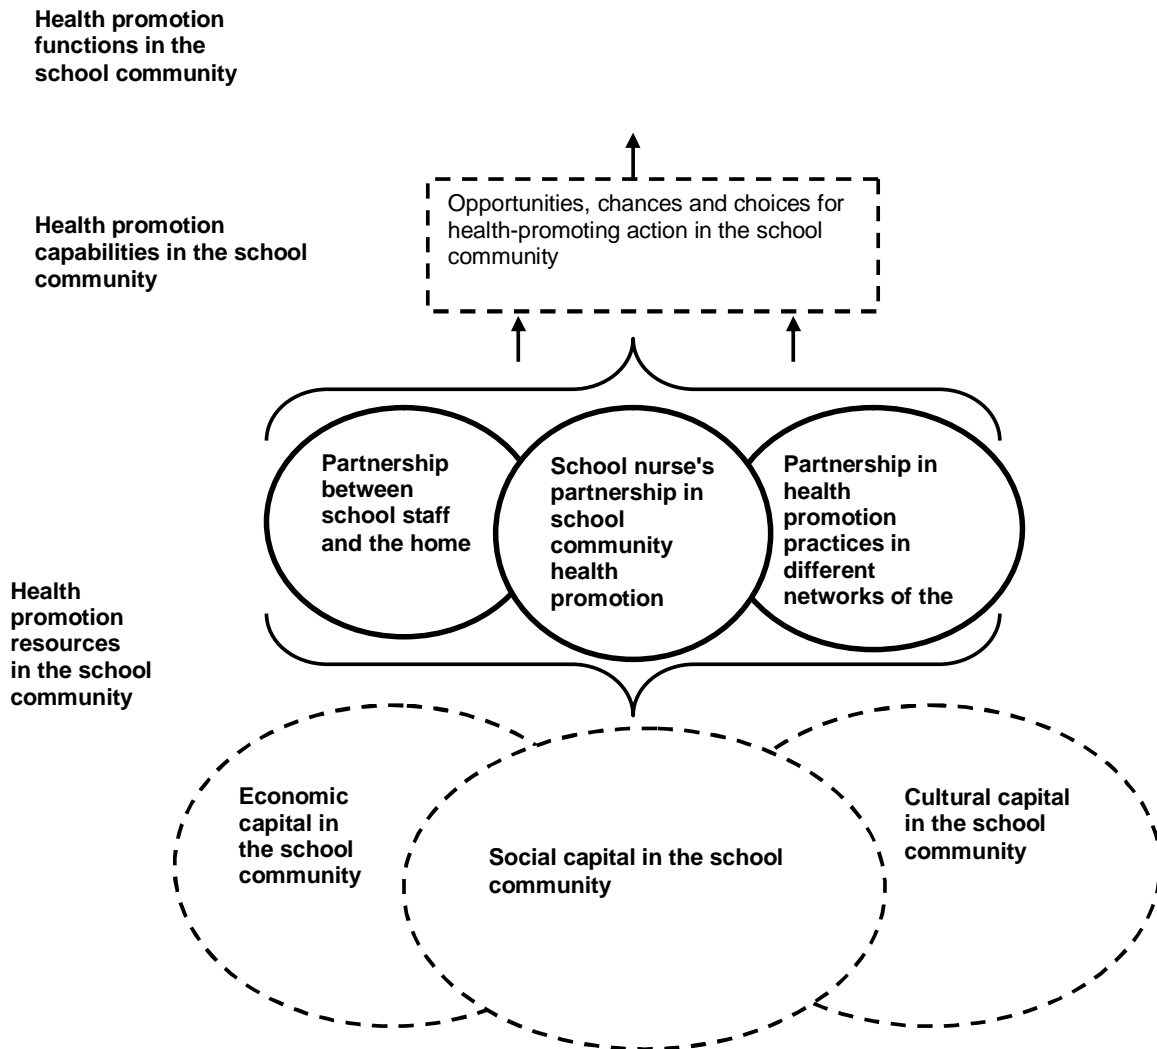 Health promotion
functions in the
school community
Opportunities, chances and choices for
health-promoting action in the school
community
Health promotion
capabilities in the school
community
Partnership
between
school staff
and the home
School nurse's
partnership in
school
community
health
promotion
Partnership in
health
promotion
practices in
different
networks of the
Health
promotion
resources
in the school
community
Economic
capital in
the school
community
Social capital in the school
community
Cultural capital
in the school
community